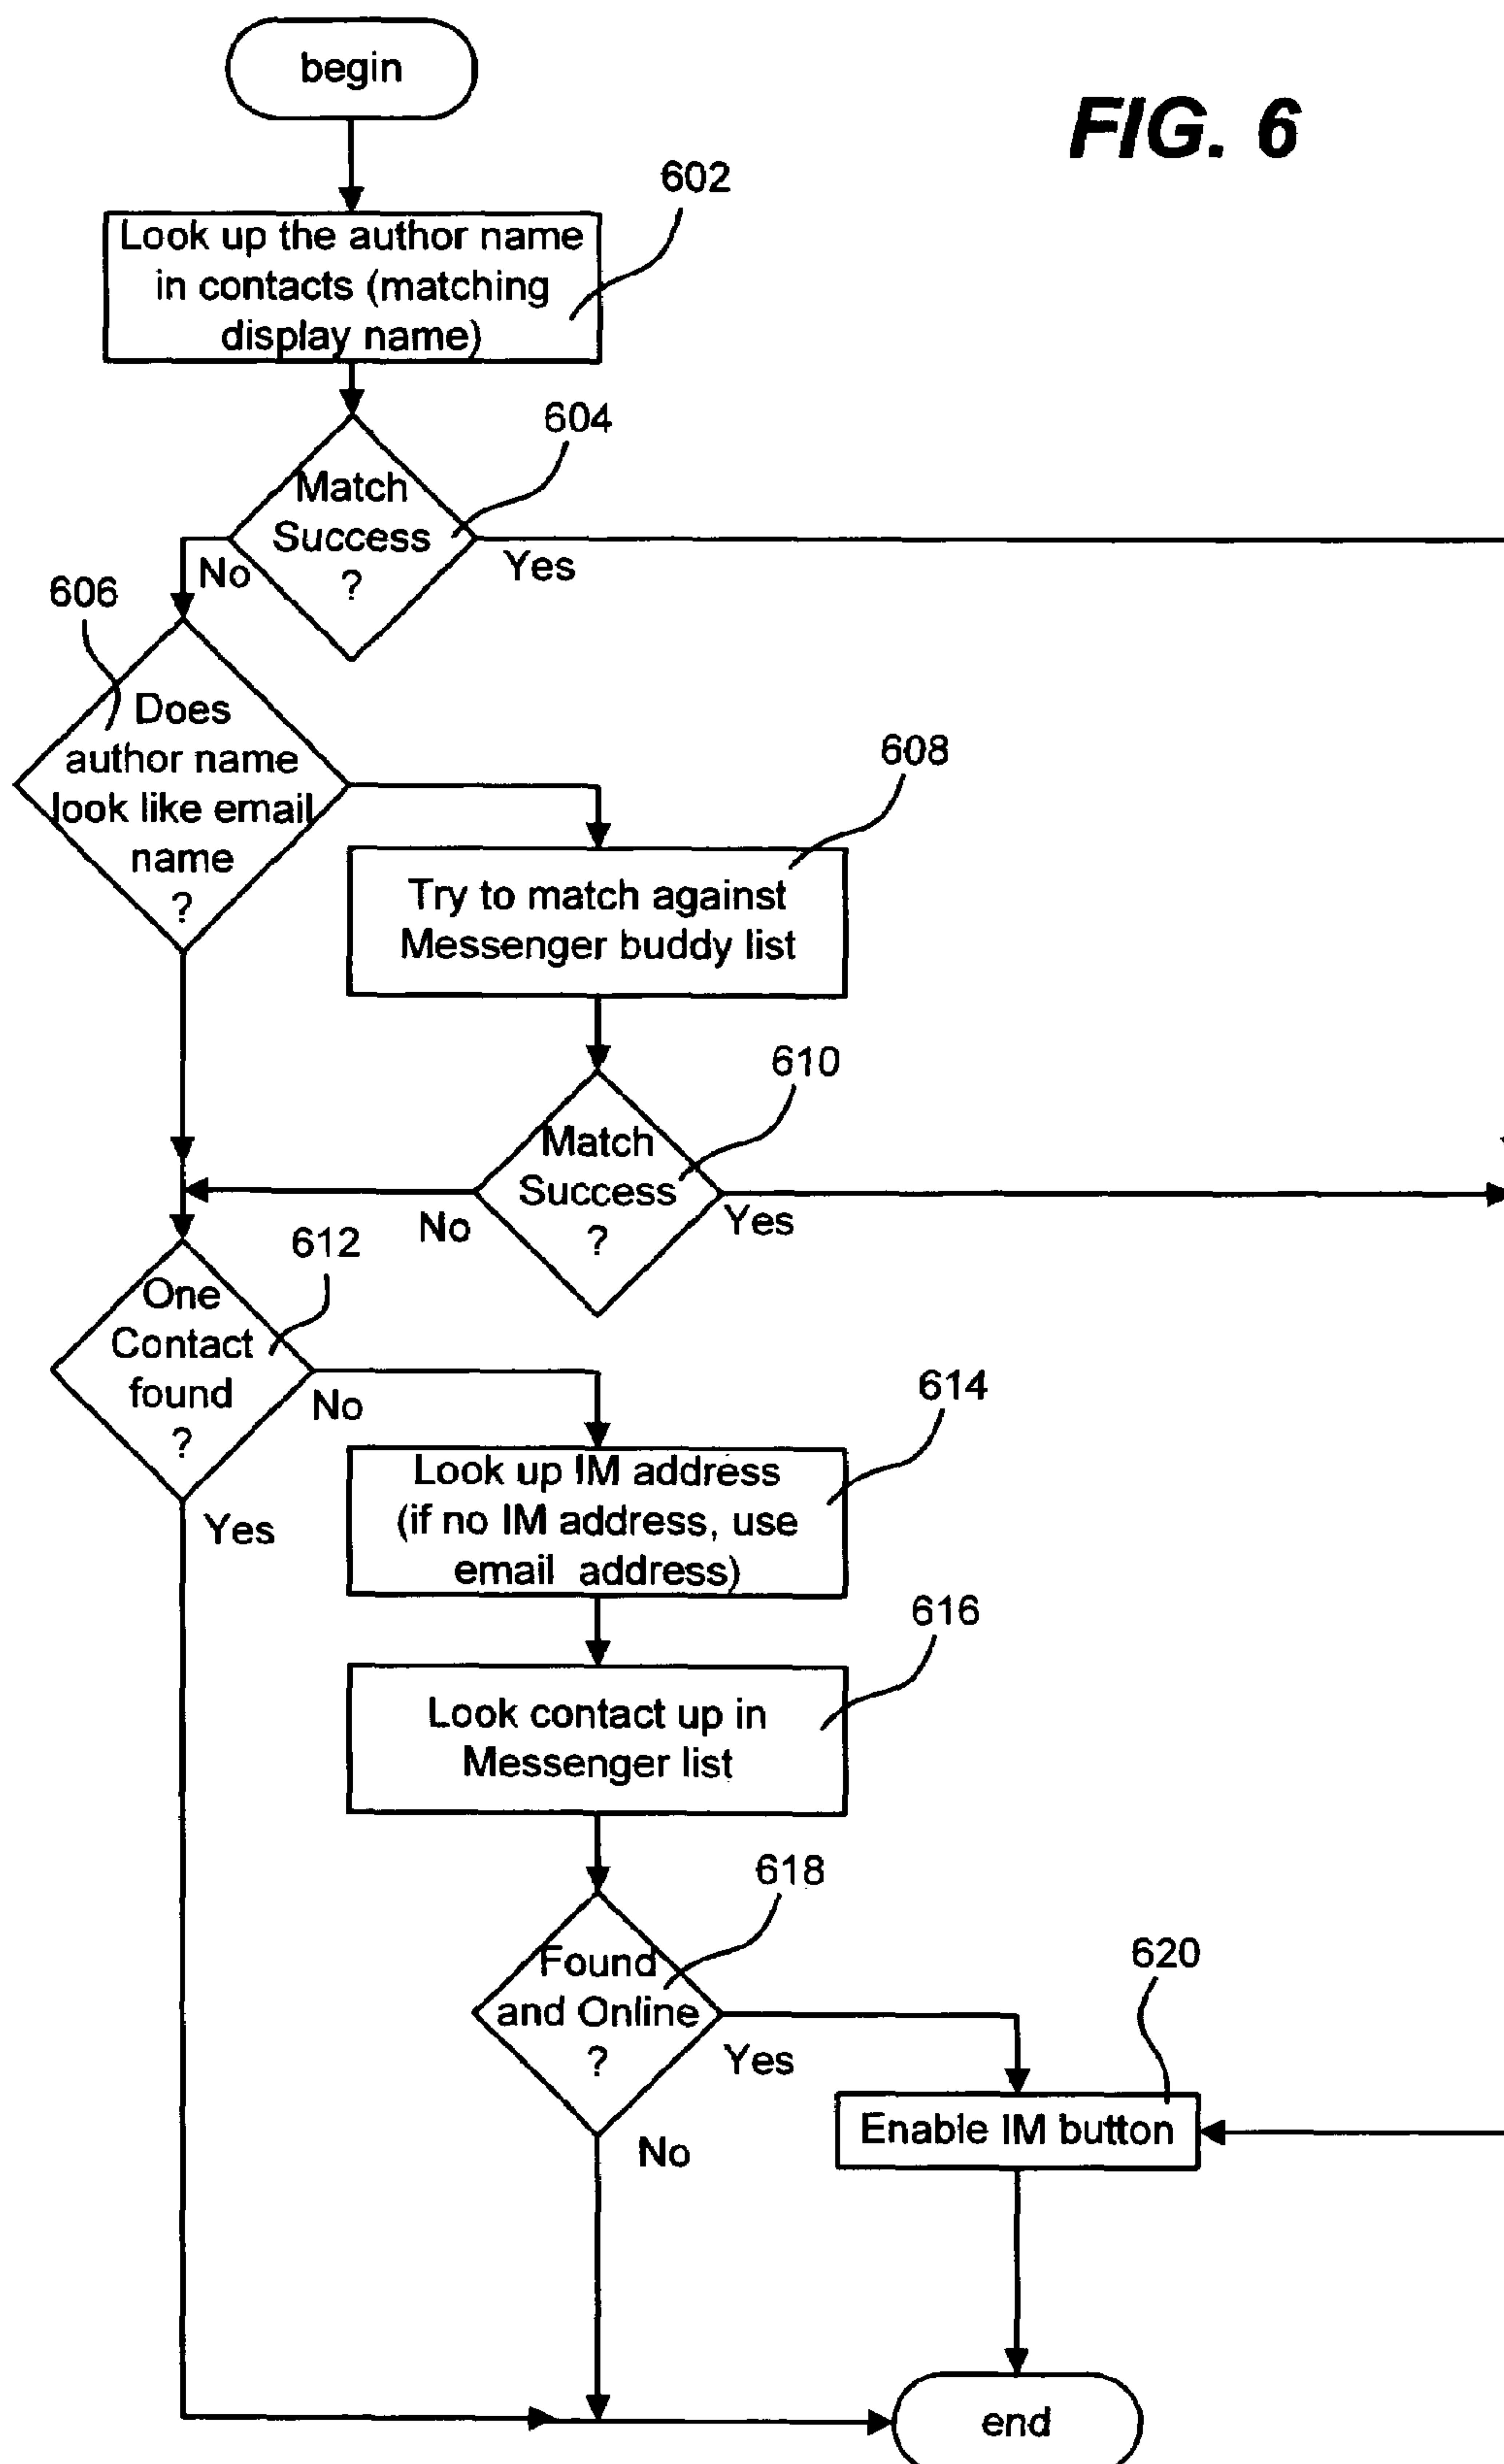 begin
FIG. 6
602
Look up the author name
in contacts (matching
display name)
604
Match
Success
?
No
Yes
606
Does
author name
look like email
name
?
608
Try to match against
Messenger buddy list
610
Match
Success
?
No
Yes
612
One
Contact
found
?
No
Yes
614
Look up IM address
(if no IM address, use
email address)
616
Look contact up in
Messenger list
618
Found
and Online
?
Yes
No
620
Enable IM button
end